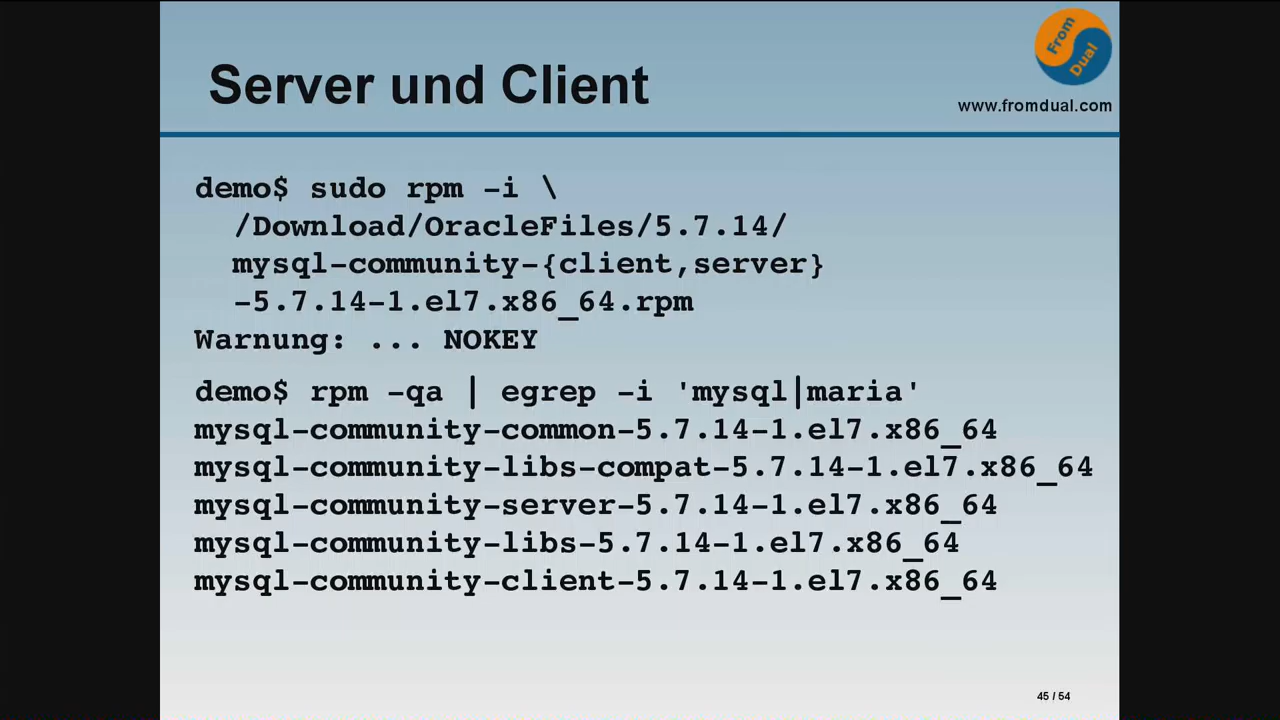 From
Dual
Server und Client
www.fromdual.com
demo$ sudo rpm -i \
/Download/OracleFiles/5.7.14/
mysql-community-{client,server}
-5.7.14-1.el7.x86_64.rpm
Warnung: ... NOKEY
demo$ rpm -qa | egrep -i 'mysql|maria'
mysql-community-common-5.7.14-1.el7.x86_64
mysql-community-libs-compat-5.7.14-1.el7.x86_64
mysql-community-server-5.7.14-1.el7.x86_64
mysql-community-libs-5.7.14-1.el7.x86_64
mysql-community-client-5.7.14-1.el7.x86_64
45 / 54